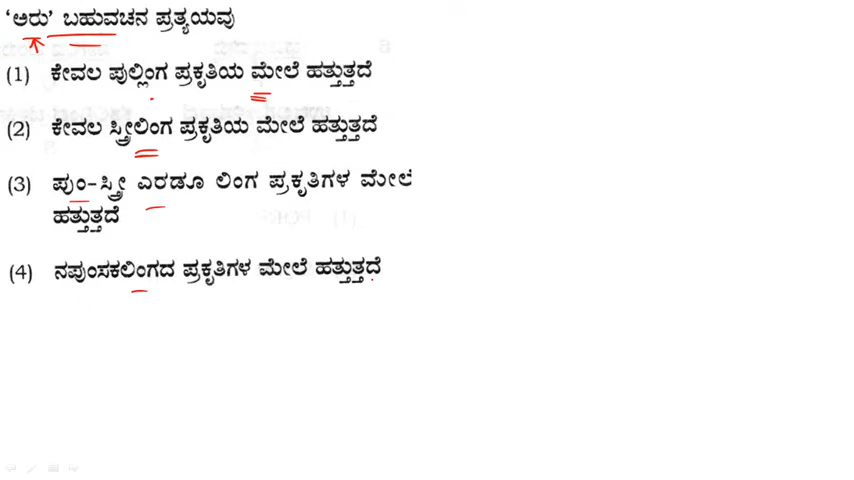 ‘ಅರು’ ಬಹುವಚನ ಪ್ರತ್ಯಯವು
(1) ಕೇವಲ ಪುಲ್ಲಿಂಗ ಪ್ರಕೃತಿಯ ಮೇಲೆ ಹತ್ತುತ್ತದೆ
(2) ಕೇವಲ ಸ್ತ್ರೀಲಿಂಗ ಪ್ರಕೃತಿಯ ಮೇಲೆ ಹತ್ತುತ್ತದೆ
(3) ಪುಂ-ಸ್ತ್ರೀ ಎರಡೂ ಲಿಂಗ ಪ್ರಕೃತಿಗಳ ಮೇಲೆ
ಹತ್ತುತ್ತದೆ
(4) ನಪುಂಸಕಲಿಂಗದ ಪ್ರಕೃತಿಗಳ ಮೇಲೆ ಹತ್ತುತ್ತದೆ